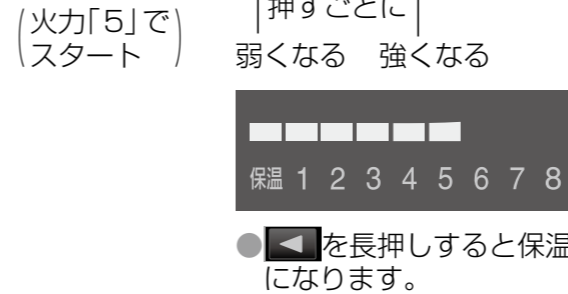 押すごとに
(火力「5」で
スタート)
弱くなる 強くなる
保温 1 2 3 4 5 6 7 8
●◀を長押しすると保温
になります。